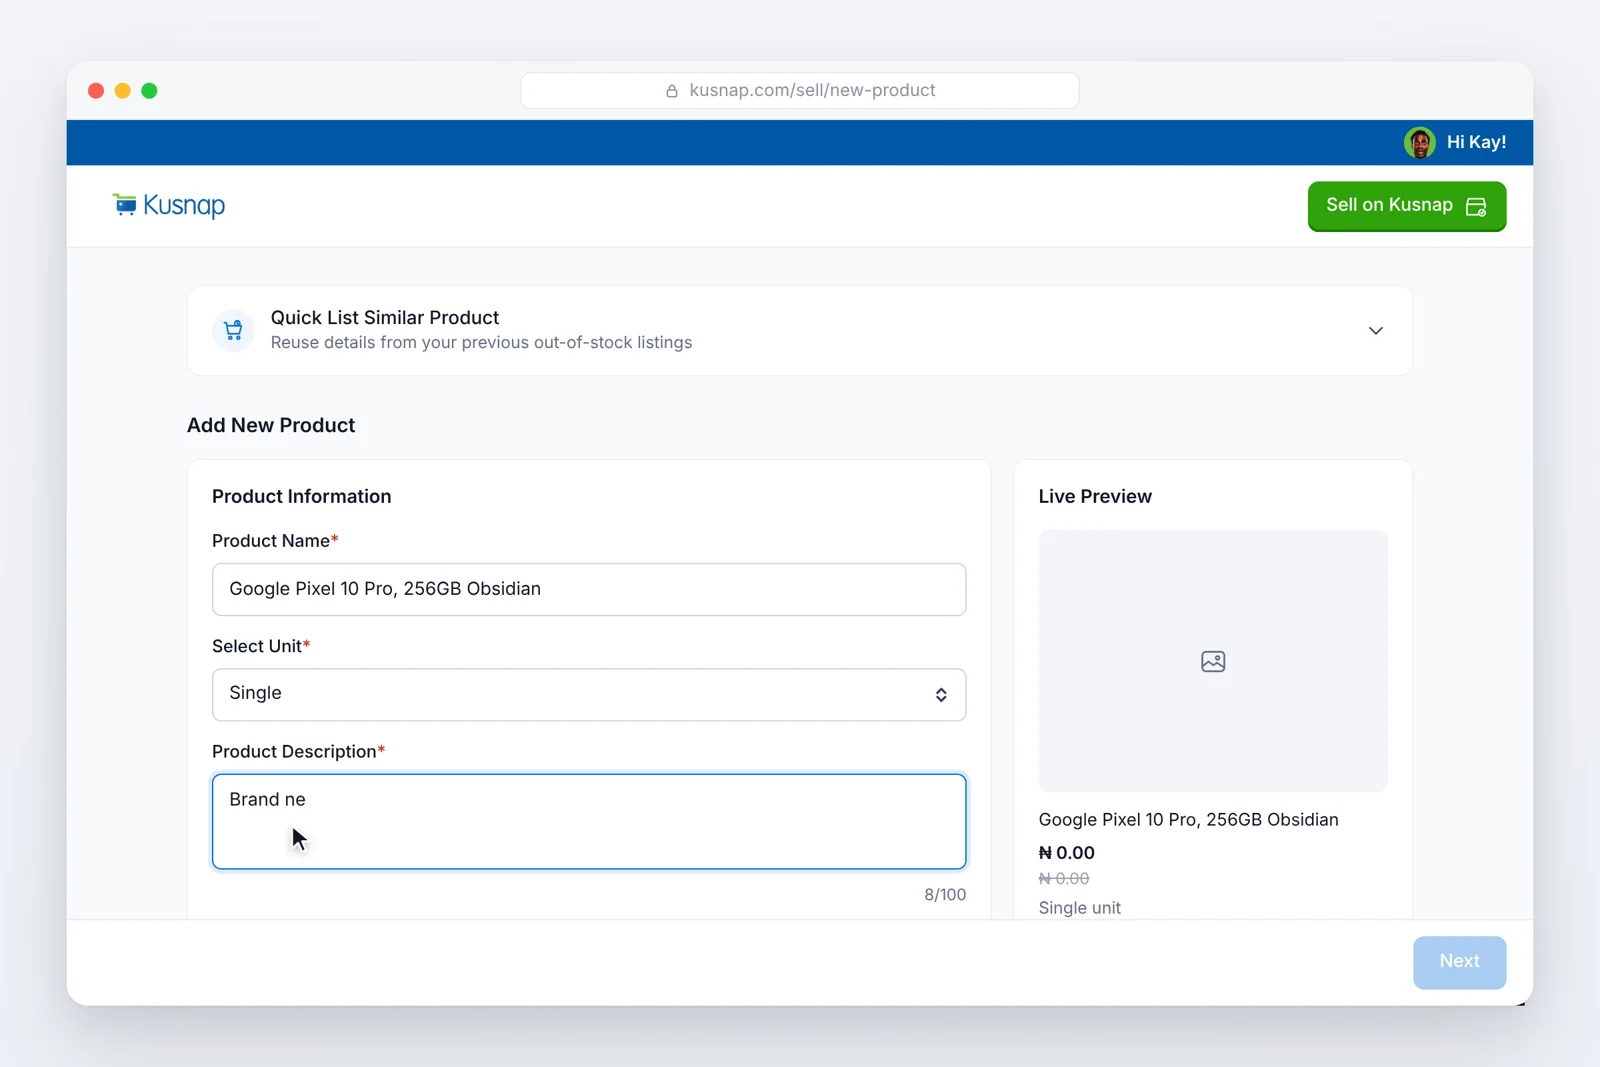 kusnap.com/sell/new-product
Hi Kay!
Kusnap
Sell on Kusnap
Quick List Similar Product
Reuse details from your previous out-of-stock listings
Add New Product
Product Information
Product Name*
Google Pixel 10 Pro, 256GB Obsidian
Select Unit*
Single
Product Description*
Brand ne
8/100
Live Preview
Google Pixel 10 Pro, 256GB Obsidian
₦ 0.00
₦ 0.00
Single unit
Next